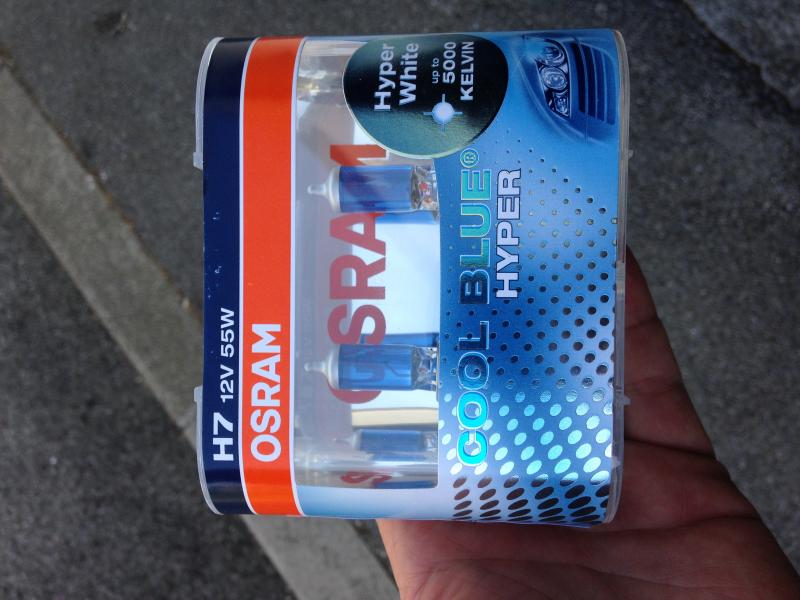 H7 12V 55W
OSRAM
OSRAM
Hyper
White
up to
5000
KELVIN
COOL BLUE®
HYPER